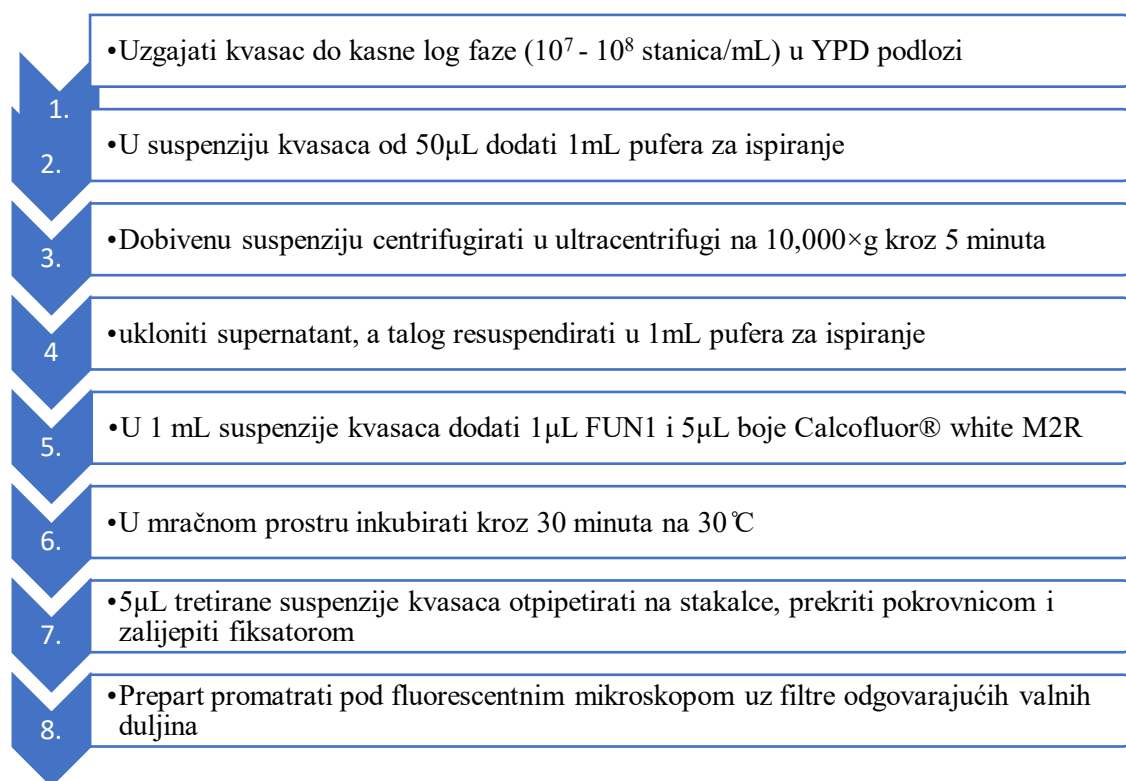 1.
•Uzgajati kvasac do kasne log faze (10⁷ - 10⁸ stanica/mL) u YPD podlozi
2.
•U suspenziju kvasaca od 50μL dodati 1mL pufera za ispiranje
3.
•Dobivenu suspenziju centrifugirati u ultracentrifugi na 10,000×g kroz 5 minuta
4
•ukloniti supernatant, a talog resuspendirati u 1mL pufera za ispiranje
5.
•U 1 mL suspenzije kvasaca dodati 1μL FUN1 i 5μL boje Calcofluor® white M2R
6.
•U mračnom prostru inkubirati kroz 30 minuta na 30℃
7.
•5μL tretirane suspenzije kvasaca otpipetirati na stakalce, prekriti pokrovnicom i
zalijepiti fiksatorom
8.
•Prepart promatrati pod fluorescentnim mikroskopom uz filtre odgovarajućih valnih
duljina